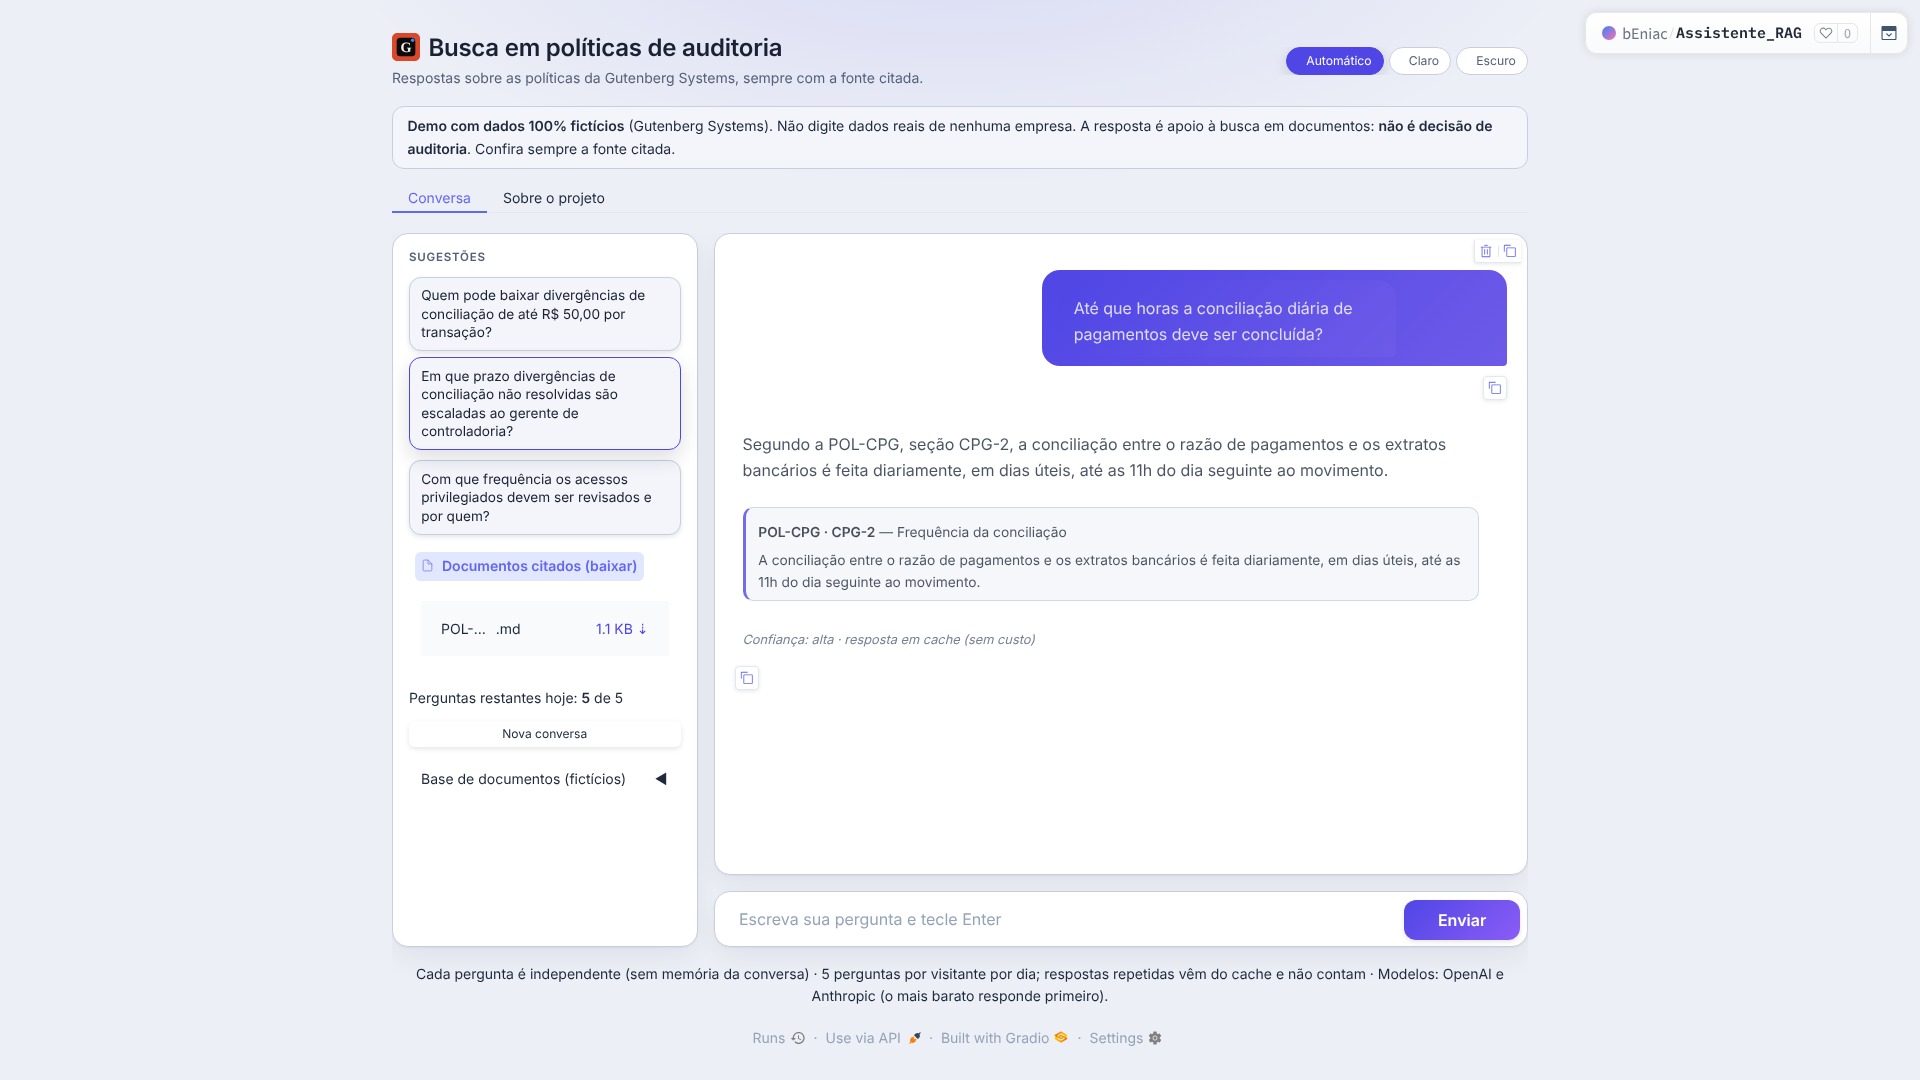 G Busca em políticas de auditoria
Respostas sobre as políticas da Gutenberg Systems, sempre com a fonte citada.
Automático
Claro
Escuro
bEniac/Assistente_RAG
0
Demo com dados 100% fictícios (Gutenberg Systems). Não digite dados reais de nenhuma empresa. A resposta é apoio à busca em documentos: não é decisão de
auditoria. Confira sempre a fonte citada.
Conversa
Sobre o projeto
SUGESTÕES
Quem pode baixar divergências de
conciliação de até R$ 50,00 por
transação?
Em que prazo divergências de
conciliação não resolvidas são
escaladas ao gerente de
controladoria?
Com que frequência os acessos
privilegiados devem ser revisados e
por quem?
Documentos citados (baixar)
POL-... .md
1.1 KB ⇣
Perguntas restantes hoje: 5 de 5
Nova conversa
Base de documentos (fictícios) ◀
Até que horas a conciliação diária de
pagamentos deve ser concluída?
Segundo a POL-CPG, seção CPG-2, a conciliação entre o razão de pagamentos e os extratos
bancários é feita diariamente, em dias úteis, até as 11h do dia seguinte ao movimento.
POL-CPG · CPG-2 — Frequência da conciliação
A conciliação entre o razão de pagamentos e os extratos bancários é feita diariamente, em dias úteis, até as
11h do dia seguinte ao movimento.
Confiança: alta · resposta em cache (sem custo)
Escreva sua pergunta e tecle Enter
Enviar
Cada pergunta é independente (sem memória da conversa) · 5 perguntas por visitante por dia; respostas repetidas vêm do cache e não contam · Modelos: OpenAI e
Anthropic (o mais barato responde primeiro).
Runs · Use via API · Built with Gradio · Settings